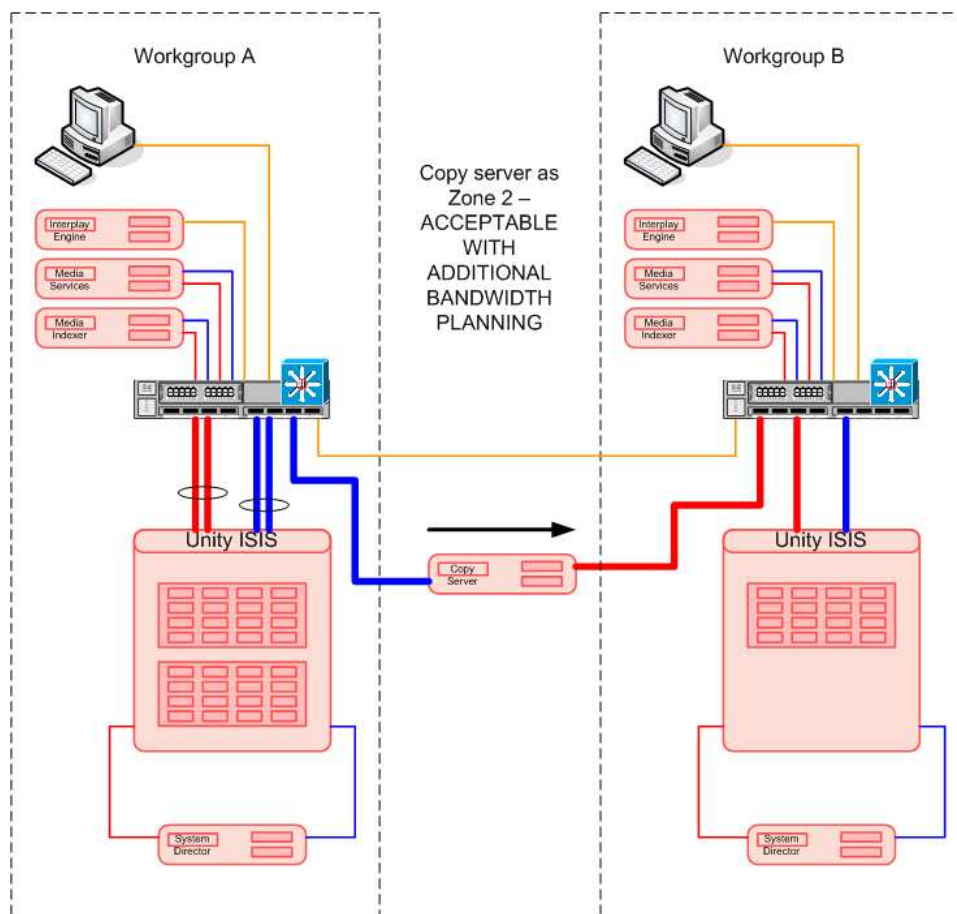 Workgroup A
Workgroup B
Copy server as
Zone 2 –
ACCEPTABLE
WITH
ADDITIONAL
BANDWIDTH
PLANNING
Interplay
Engine
Media
Services
Media
Indexer
Interplay
Engine
Media
Services
Media
Indexer
Unity ISIS
Unity ISIS
Copy
Server
System
Director
System
Director